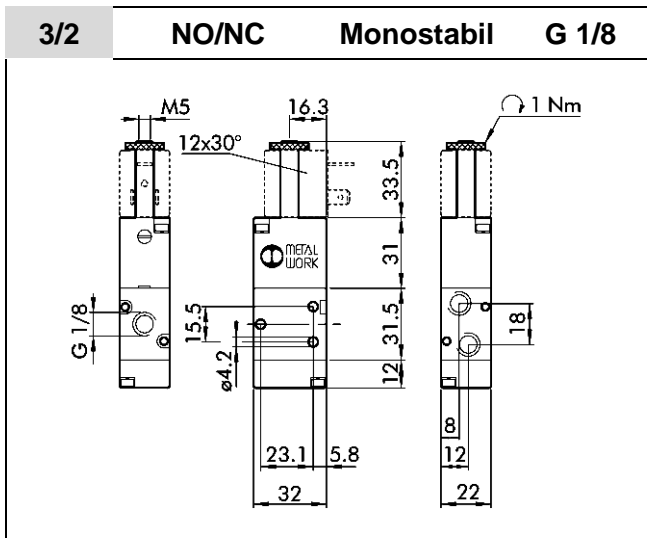 3/2 NO/NC Monostabil G 1/8
M5
16.3
1 Nm
12x30°
33.5
METAL
WORK
31
G 1/8
15.5
ø4.2
31.5
12
18
8
23.1
5.8
12
32
22